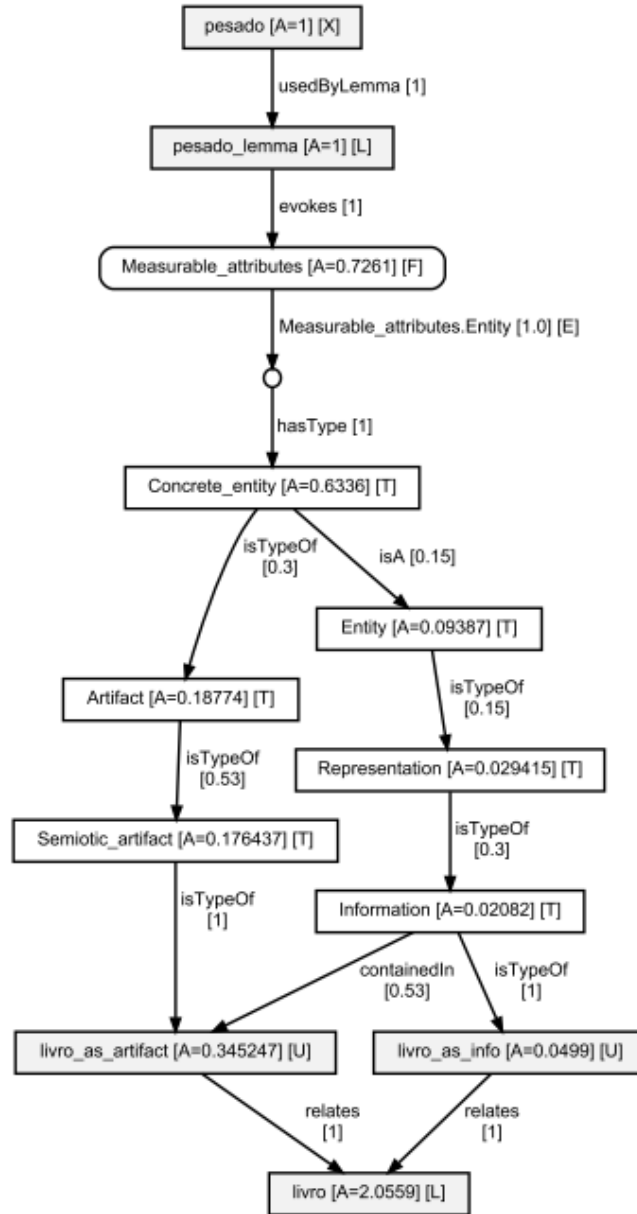 pesado [A=1] [X]
usedByLemma [1]
pesado_lemma [A=1] [L]
evokes [1]
Measurable_attributes [A=0.7261] [F]
Measurable_attributes.Entity [1.0] [E]
hasType [1]
Concrete_entity [A=0.6336] [T]
isTypeOf
[0.3]
isA [0.15]
Entity [A=0.09387] [T]
isTypeOf
[0.15]
Artifact [A=0.18774] [T]
isTypeOf
[0.53]
Representation [A=0.029415] [T]
isTypeOf
[0.3]
Semiotic_artifact [A=0.176437] [T]
isTypeOf
[1]
Information [A=0.02082] [T]
containedIn
[0.53]
isTypeOf
[1]
livro_as_artifact [A=0.345247] [U]
livro_as_info [A=0.0499] [U]
relates
[1]
relates
[1]
livro [A=2.0559] [L]